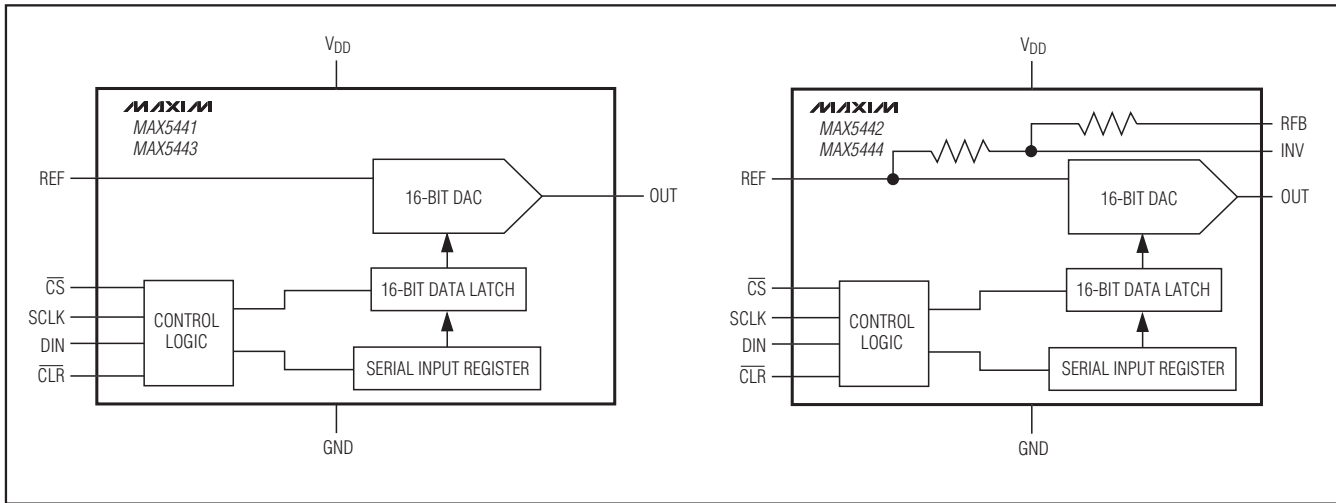 VDD
MAXIM
MAX5441
MAX5443
REF
16-BIT DAC
OUT
CS
SCLK
DIN
CLR
CONTROL
LOGIC
16-BIT DATA LATCH
SERIAL INPUT REGISTER
GND
VDD
MAXIM
MAX5442
MAX5444
RFB
INV
REF
16-BIT DAC
OUT
CS
SCLK
DIN
CLR
CONTROL
LOGIC
16-BIT DATA LATCH
SERIAL INPUT REGISTER
GND